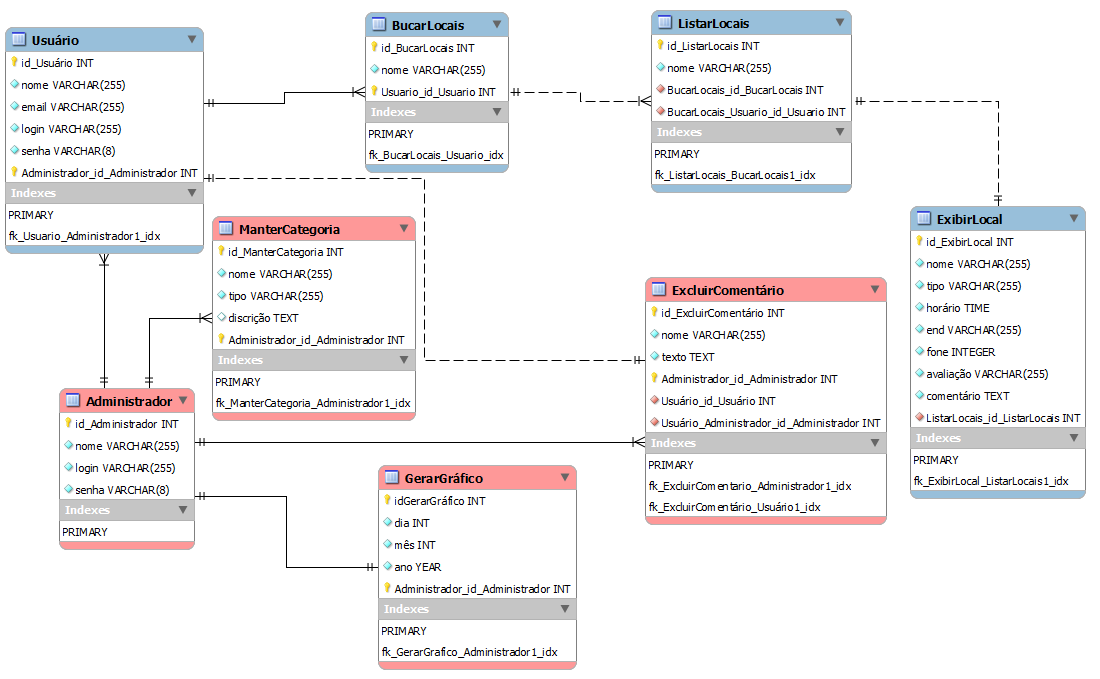 Usuário
id_Usuário INT
nome VARCHAR(255)
email VARCHAR(255)
login VARCHAR(255)
senha VARCHAR(8)
Administrador_id_Administrador INT
Indexes
PRIMARY
fk_Usuario_Administrador1_idx
BucarLocais
id_BucarLocais INT
nome VARCHAR(255)
Usuario_id_Usuario INT
Indexes
PRIMARY
fk_BucarLocais_Usuario_idx
ListarLocais
id_ListarLocais INT
nome VARCHAR(255)
BucarLocais_id_BucarLocais INT
BucarLocais_Usuario_id_Usuario INT
Indexes
PRIMARY
fk_ListarLocais_BucarLocais1_idx
ExibirLocal
id_ExibirLocal INT
nome VARCHAR(255)
tipo VARCHAR(255)
horário TIME
end VARCHAR(255)
fone INTEGER
avaliação VARCHAR(255)
comentário TEXT
ListarLocais_id_ListarLocais INT
Indexes
PRIMARY
fk_ExibirLocal_ListarLocais1_idx
ManterCategoria
id_ManterCategoria INT
nome VARCHAR(255)
tipo VARCHAR(255)
discrição TEXT
Administrador_id_Administrador INT
Indexes
PRIMARY
fk_ManterCategoria_Administrador1_idx
ExcluirComentário
id_ExcluirComentário INT
nome VARCHAR(255)
texto TEXT
Administrador_id_Administrador INT
Usuário_id_Usuário INT
Usuário_Administrador_id_Administrador INT
Indexes
PRIMARY
fk_ExcluirComentario_Administrador1_idx
fk_ExcluirComentário_Usuário1_idx
Administrador
id_Administrador INT
nome VARCHAR(255)
login VARCHAR(255)
senha VARCHAR(8)
Indexes
PRIMARY
GerarGráfico
idGerarGráfico INT
dia INT
mês INT
ano YEAR
Administrador_id_Administrador INT
Indexes
PRIMARY
fk_GerarGrafico_Administrador1_idx